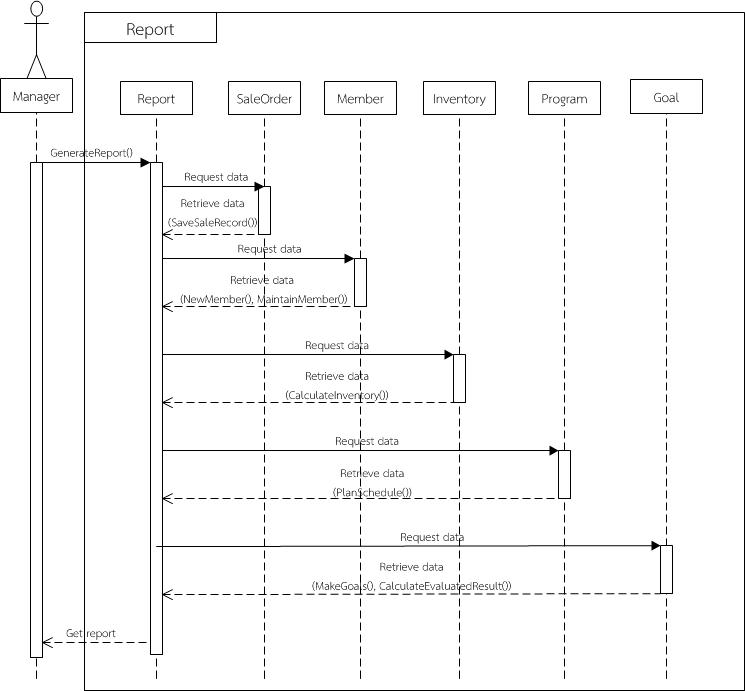 Report
Manager
Report
SaleOrder
Member
Inventory
Program
Goal
GenerateReport()
Request data
Retrieve data
(SaveSaleRecord())
Request data
Retrieve data
(NewMember(), MaintainMember())
Request data
Retrieve data
(CalculateInventory())
Request data
Retrieve data
(PlanSchedule())
Request data
Retrieve data
(MakeGoals(), CalculateEvaluatedResult())
Get report